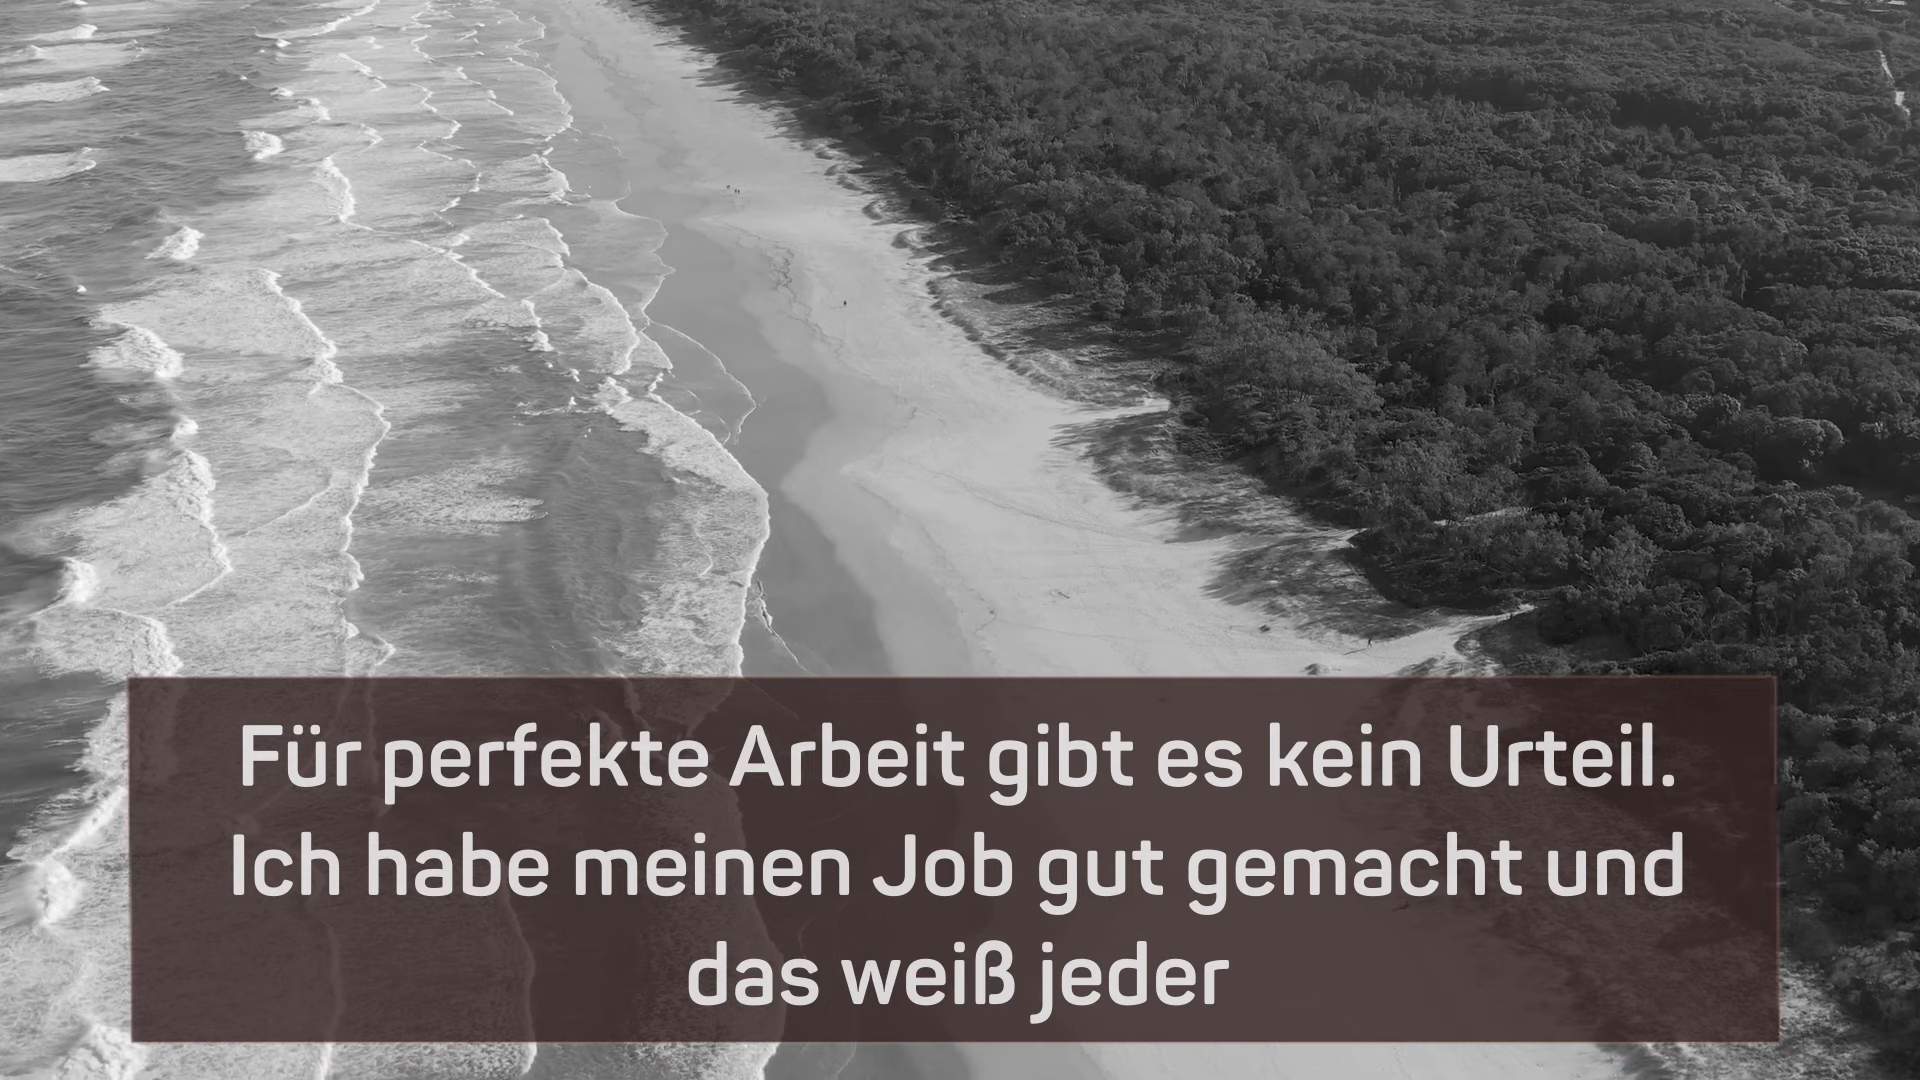 Für perfekte Arbeit gibt es kein Urteil.
Ich habe meinen Job gut gemacht und
das weiß jeder